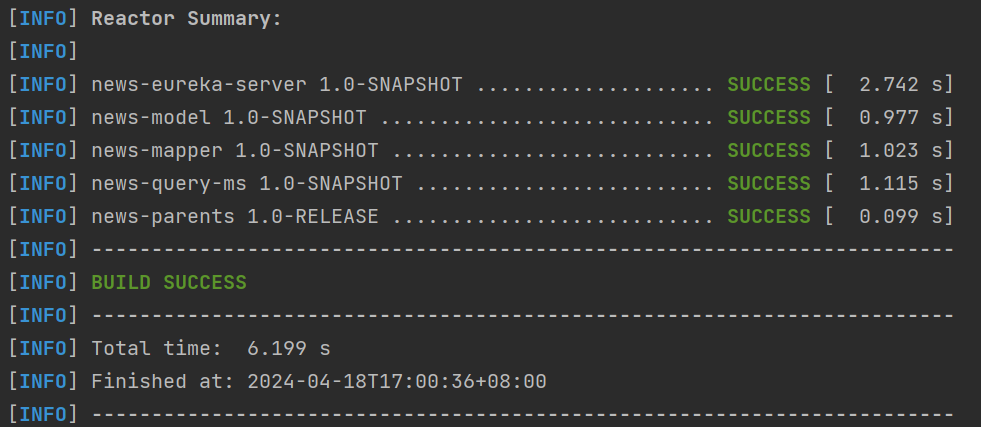 [INFO] Reactor Summary:
[INFO]
[INFO] news-eureka-server 1.0-SNAPSHOT .................... SUCCESS [  2.742 s]
[INFO] news-model 1.0-SNAPSHOT ............................ SUCCESS [  0.977 s]
[INFO] news-mapper 1.0-SNAPSHOT ........................... SUCCESS [  1.023 s]
[INFO] news-query-ms 1.0-SNAPSHOT ......................... SUCCESS [  1.115 s]
[INFO] news-parents 1.0-RELEASE ........................... SUCCESS [  0.099 s]
[INFO] ------------------------------------------------------------------------
[INFO] BUILD SUCCESS
[INFO] ------------------------------------------------------------------------
[INFO] Total time:  6.199 s
[INFO] Finished at: 2024-04-18T17:00:36+08:00
[INFO] ------------------------------------------------------------------------